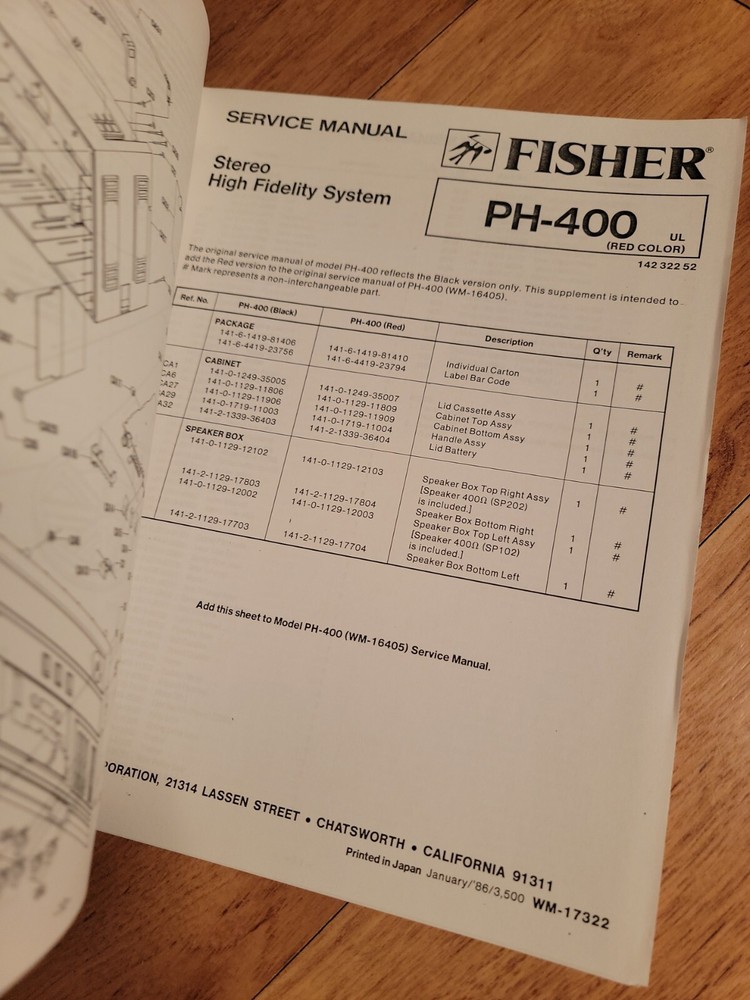 SERVICE MANUAL
FISHER®
Stereo
High Fidelity System
PH-400
UL
(RED COLOR)
142 322 52
The original service manual of model PH-400 reflects the Black version only. This supplement is intended to
add the Red version to the original service manual of PH-400 (WM-16405).
# Mark represents a non-interchangeable part.
Ref. No. PH-400 (Black) PH-400 (Red) Description Q'ty Remark
PACKAGE
141-6-1419-81406 141-6-1419-81410 Individual Carton 1 #
141-6-4419-23756 141-6-4419-23794 Label Bar Code 1 #
CABINET
CA1 141-0-1249-35005 141-0-1249-35007 Lid Cassette Assy 1 #
CA6 141-0-1129-11806 141-0-1129-11809 Cabinet Top Assy 1 #
CA27 141-0-1129-11906 141-0-1129-11909 Cabinet Bottom Assy 1 #
A29 141-0-1719-11003 141-0-1719-11004 Handle Assy 1 #
A32 141-2-1339-36403 141-2-1339-36404 Lid Battery 1 #
SPEAKER BOX
141-0-1129-12102 141-0-1129-12103 Speaker Box Top Right Assy 1 #
[Speaker 400Ω (SP202)
is included.]
141-2-1129-17803 141-2-1129-17804 Speaker Box Bottom Right 1 #
141-0-1129-12002 141-0-1129-12003 Speaker Box Top Left Assy 1 #
[Speaker 400Ω (SP102)
is included.]
141-2-1129-17703 141-2-1129-17704 Speaker Box Bottom Left 1 #
Add this sheet to Model PH-400 (WM-16405) Service Manual.
PORATION, 21314 LASSEN STREET • CHATSWORTH • CALIFORNIA 91311
Printed in Japan January/'86/3,500 WM-17322